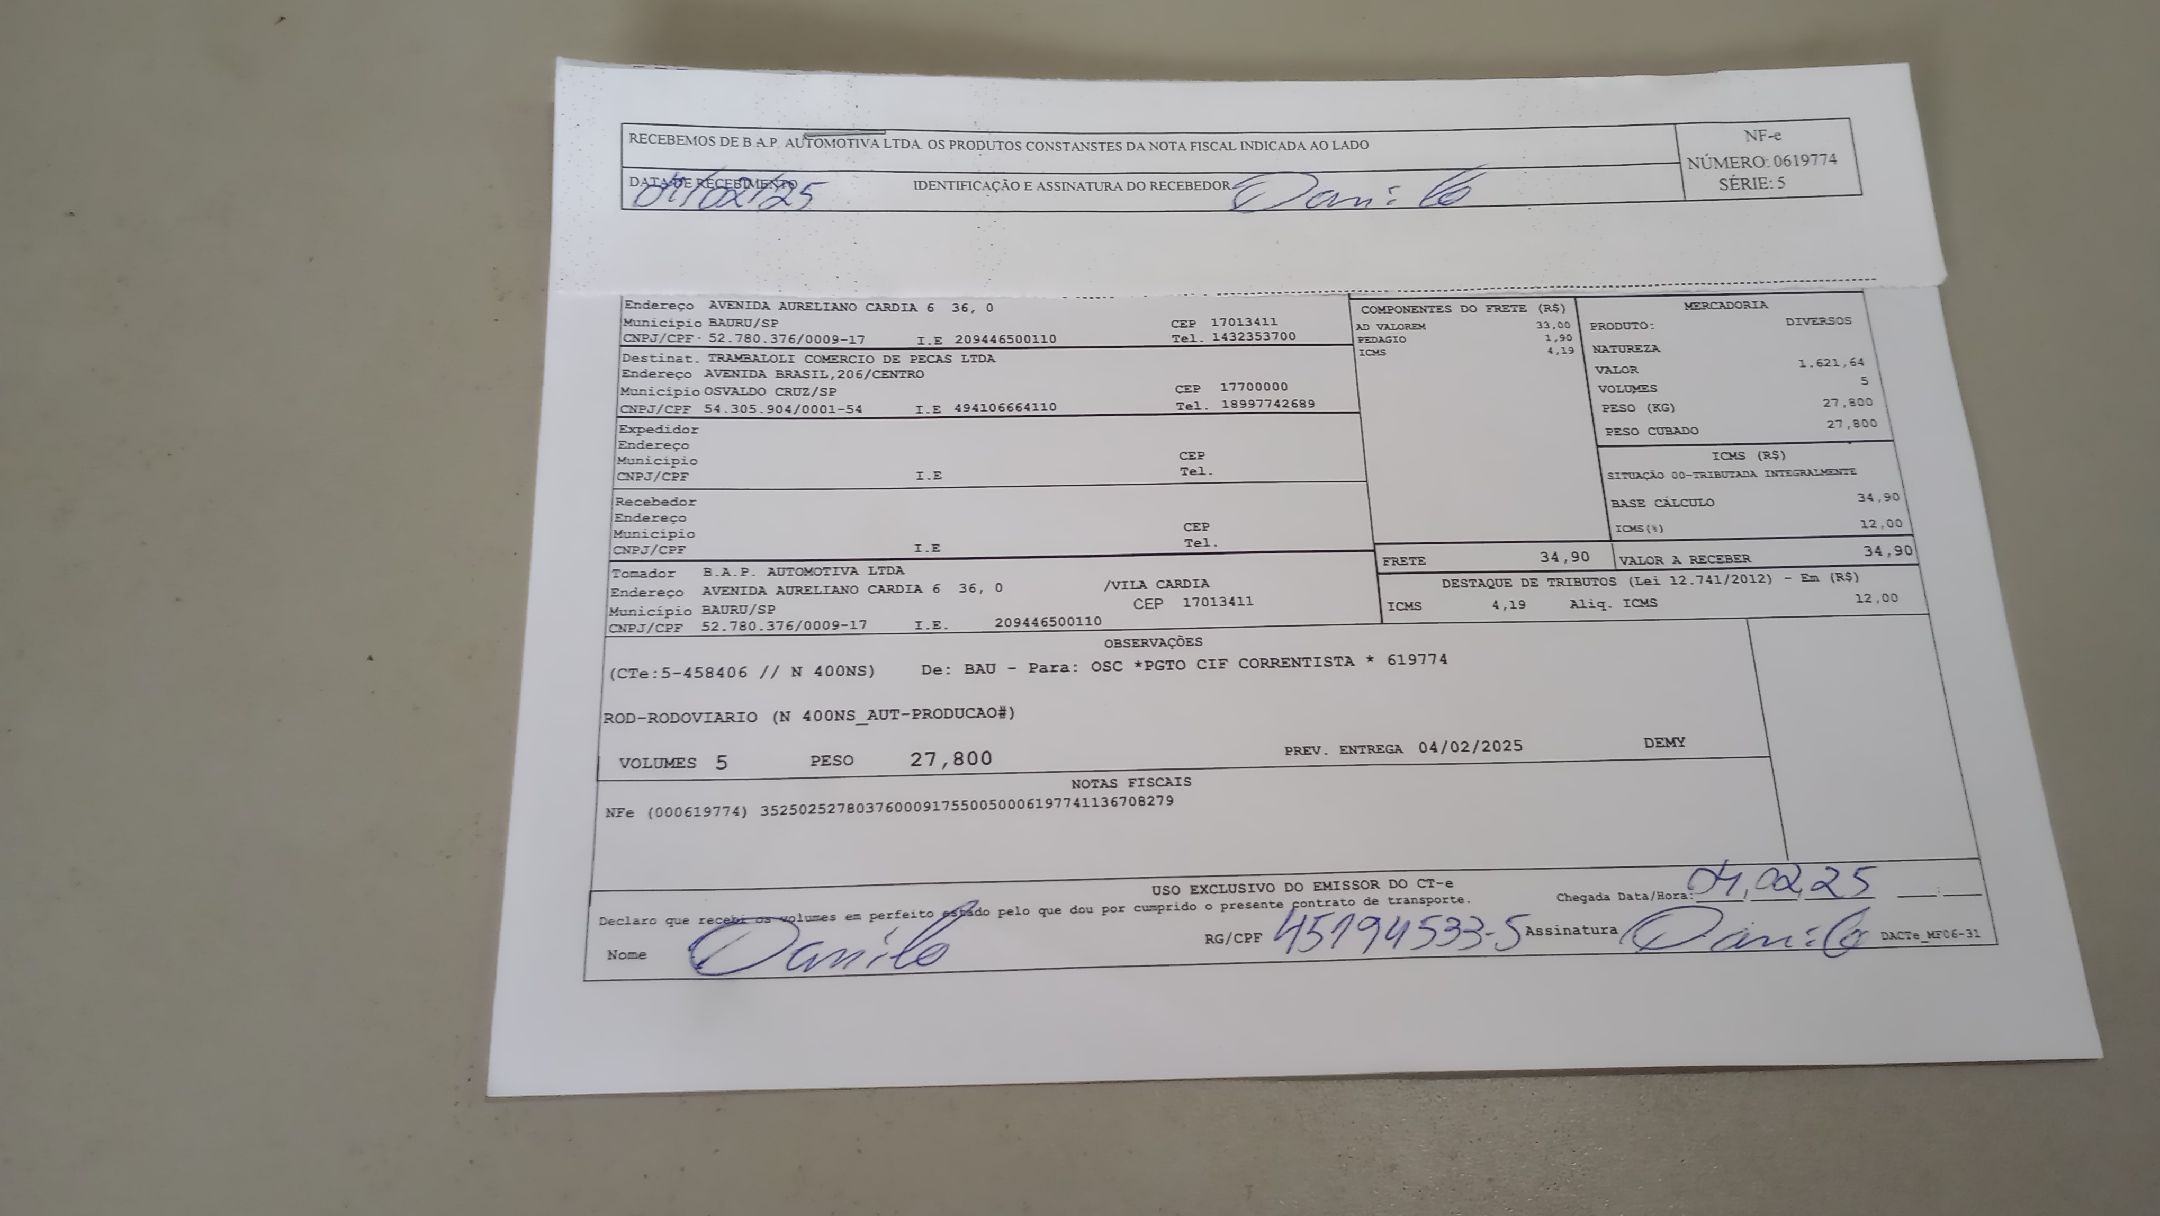 RECEBEMOS DE B.A.P. AUTOMOTIVA LTDA. OS PRODUTOS CONSTANSTES DA NOTA FISCAL INDICADA AO LADO
NF-e
NÚMERO: 0619774
SÉRIE: 5
DATA DE RECEBIMENTO 04/02/25 IDENTIFICAÇÃO E ASSINATURA DO RECEBEDOR Danilo
Endereço AVENIDA AURELIANO CARDIA 6 36, 0
Municipio BAURU/SP CEP 17013411
CNPJ/CPF 52.780.376/0009-17 I.E 209446500110 Tel. 1432353700
Destinat. TRAMBALOLI COMERCIO DE PECAS LTDA
Endereço AVENIDA BRASIL,206/CENTRO
Municipio OSVALDO CRUZ/SP CEP 17700000
CNPJ/CPF 54.305.904/0001-54 I.E 494106664110 Tel. 18997742689
Expedidor
Endereço
Municipio CEP
CNPJ/CPF I.E Tel.
Recebedor
Endereço
Municipio CEP
CNPJ/CPF I.E Tel.
Tomador B.A.P. AUTOMOTIVA LTDA
Endereço AVENIDA AURELIANO CARDIA 6 36, 0 /VILA CARDIA
Municipio BAURU/SP CEP 17013411
CNPJ/CPF 52.780.376/0009-17 I.E. 209446500110
COMPONENTES DO FRETE (R$)
AD VALOREM 33,00
PEDAGIO 1,90
ICMS 4,19
MERCADORIA
PRODUTO: DIVERSOS
NATUREZA
VALOR 1.621,64
VOLUMES 5
PESO (KG) 27,800
PESO CUBADO 27,800
ICMS (R$)
SITUAÇÃO 00-TRIBUTADA INTEGRALMENTE
BASE CÁLCULO 34,90
ICMS(%) 12,00
FRETE 34,90 VALOR A RECEBER 34,90
DESTAQUE DE TRIBUTOS (Lei 12.741/2012) - Em (R$)
ICMS 4,19 Aliq. ICMS 12,00
OBSERVAÇÕES
(CTe:5-458406 // N 400NS) De: BAU - Para: OSC *PGTO CIF CORRENTISTA * 619774
ROD-RODOVIARIO (N 400NS_AUT-PRODUCAO#)
VOLUMES 5 PESO 27,800 PREV. ENTREGA 04/02/2025 DEMY
NOTAS FISCAIS
NFe (000619774) 35250252780376000917550050006197741136708279
USO EXCLUSIVO DO EMISSOR DO CT-e
Declaro que recebi os volumes em perfeito estado pelo que dou por cumprido o presente contrato de transporte. Chegada Data/Hora: 04,02,25 :
Nome Danilo RG/CPF 45194533-5 Assinatura Danilo DACTe_MF06-31